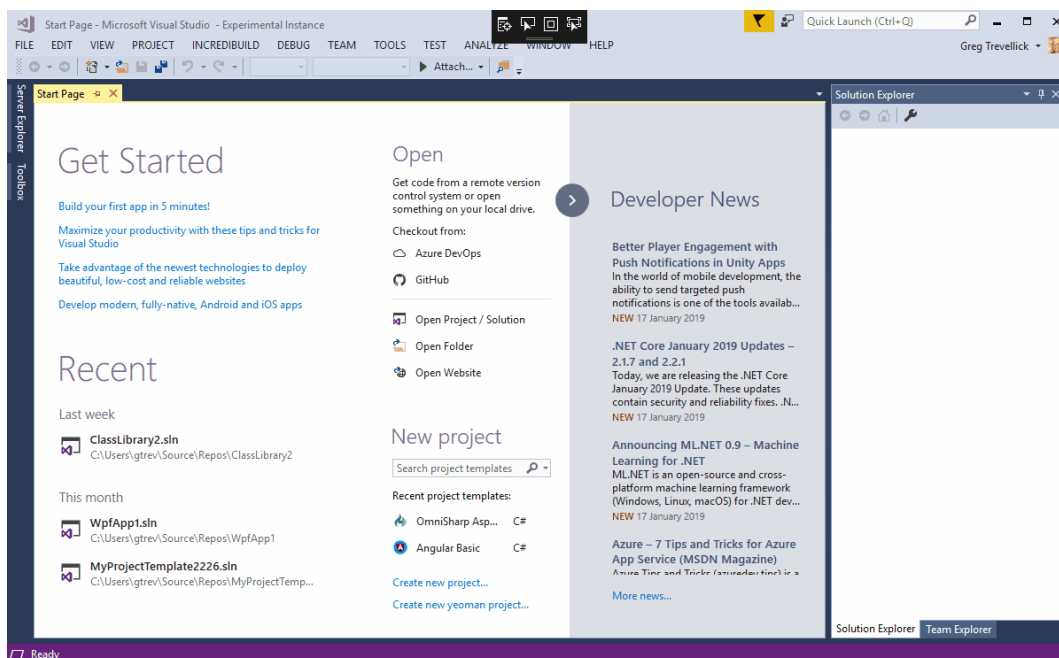 Start Page - Microsoft Visual Studio - Experimental Instance
Quick Launch (Ctrl+Q)
FILE EDIT VIEW PROJECT INCREDIBUILD DEBUG TEAM TOOLS TEST ANALYZE WINDOW HELP
Greg Trevellick
Attach...
Server Explorer
Toolbox
Start Page
Get Started
Build your first app in 5 minutes!
Maximize your productivity with these tips and tricks for
Visual Studio
Take advantage of the newest technologies to deploy
beautiful, low-cost and reliable websites
Develop modern, fully-native, Android and iOS apps
Recent
Last week
ClassLibrary2.sln
C:\Users\gtrev\Source\Repos\ClassLibrary2
This month
WpfApp1.sln
C:\Users\gtrev\Source\Repos\WpfApp1
MyProjectTemplate2226.sln
C:\Users\gtrev\Source\Repos\MyProjectTemp...
Open
Get code from a remote version
control system or open
something on your local drive.
Checkout from:
Azure DevOps
GitHub
Open Project / Solution
Open Folder
Open Website
New project
Search project templates
Recent project templates:
OmniSharp Asp... C#
Angular Basic C#
Create new project...
Create new yeoman project...
Developer News
Better Player Engagement with
Push Notifications in Unity Apps
In the world of mobile development, the
ability to send targeted push
notifications is one of the tools availab...
NEW 17 January 2019
.NET Core January 2019 Updates –
2.1.7 and 2.2.1
Today, we are releasing the .NET Core
January 2019 Update. These updates
contain security and reliability fixes. .N...
NEW 17 January 2019
Announcing ML.NET 0.9 – Machine
Learning for .NET
ML.NET is an open-source and cross-
platform machine learning framework
(Windows, Linux, macOS) for .NET dev...
NEW 17 January 2019
Azure – 7 Tips and Tricks for Azure
App Service (MSDN Magazine)
Azure Tips and Tricks (azuredev.tips) is a
More news...
Solution Explorer
Solution Explorer Team Explorer
Ready